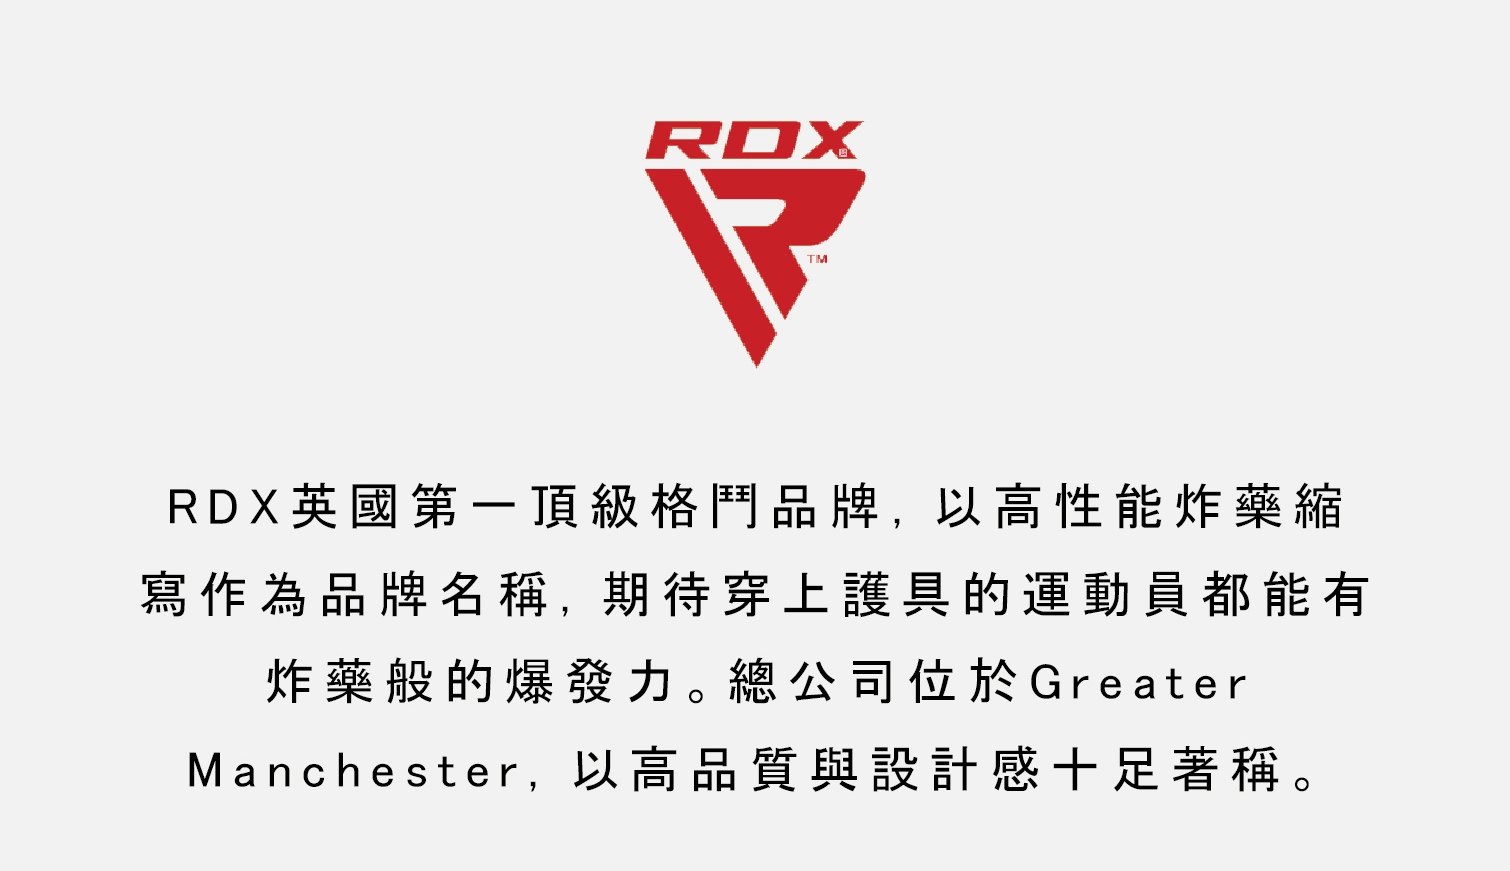 RDX
TM
RDX英國第一頂級格鬥品牌, 以高性能炸藥縮
寫作為品牌名稱, 期待穿上護具的運動員都能有
炸藥般的爆發力。總公司位於Greater
Manchester, 以高品質與設計感十足著稱。